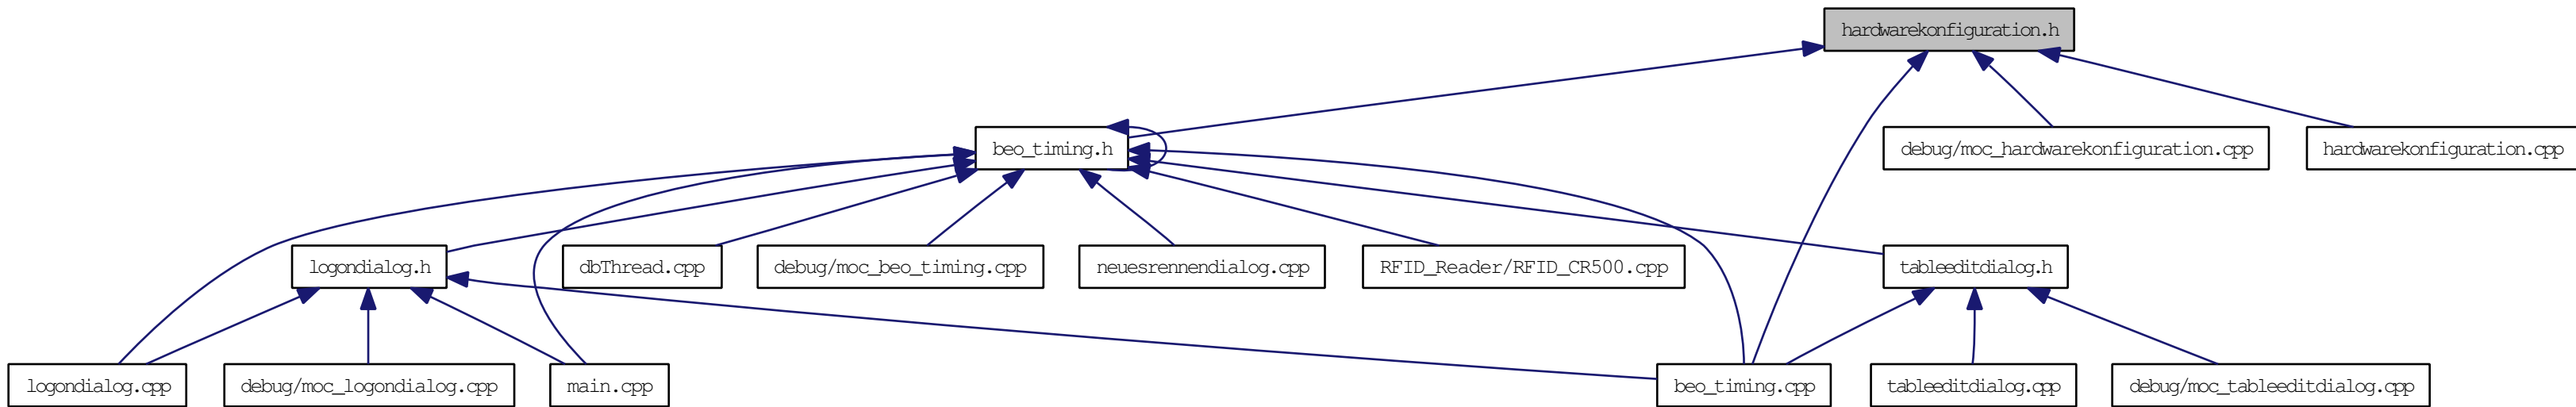 hardwarekonfiguration.h
beo_timing.h
debug/moc_hardwarekonfiguration.cpp
hardwarekonfiguration.cpp
logondialog.h
dbThread.cpp
debug/moc_beo_timing.cpp
neuesrennendialog.cpp
RFID_Reader/RFID_CR500.cpp
tableeditdialog.h
logondialog.cpp
debug/moc_logondialog.cpp
main.cpp
beo_timing.cpp
tableeditdialog.cpp
debug/moc_tableeditdialog.cpp